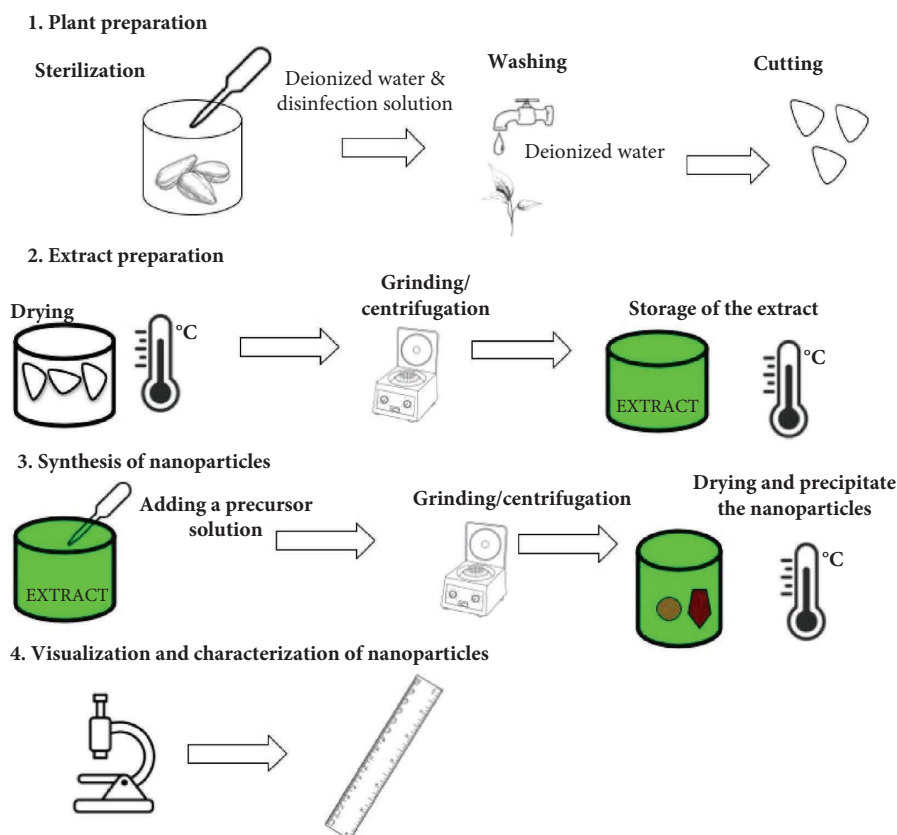 1. Plant preparation
Sterilization
Deionized water &
disinfection solution
Washing
Deionized water
Cutting
2. Extract preparation
Drying
°C
Grinding/
centrifugation
Storage of the extract
EXTRACT
°C
3. Synthesis of nanoparticles
EXTRACT
Adding a precursor
solution
Grinding/centrifugation
Drying and precipitate
the nanoparticles
°C
4. Visualization and characterization of nanoparticles